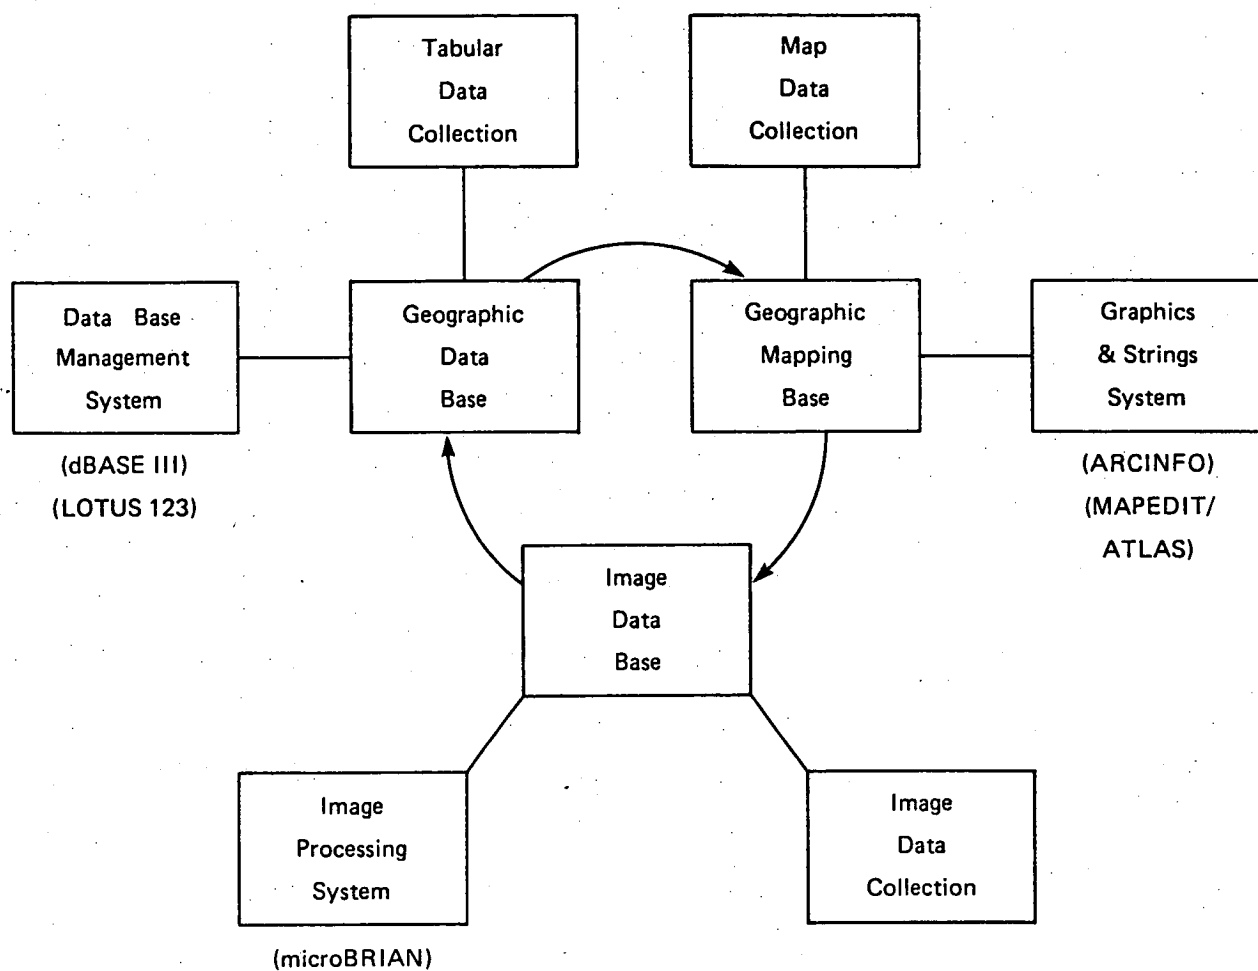 Tabular
Data
Collection
Map
Data
Collection
Data Base
Management
System
(dBASE III)
(LOTUS 123)
Geographic
Data
Base
Geographic
Mapping
Base
Graphics
& Strings
System
(ARCINFO)
(MAPEDIT/
ATLAS)
Image
Data
Base
Image
Processing
System
(microBRIAN)
Image
Data
Collection